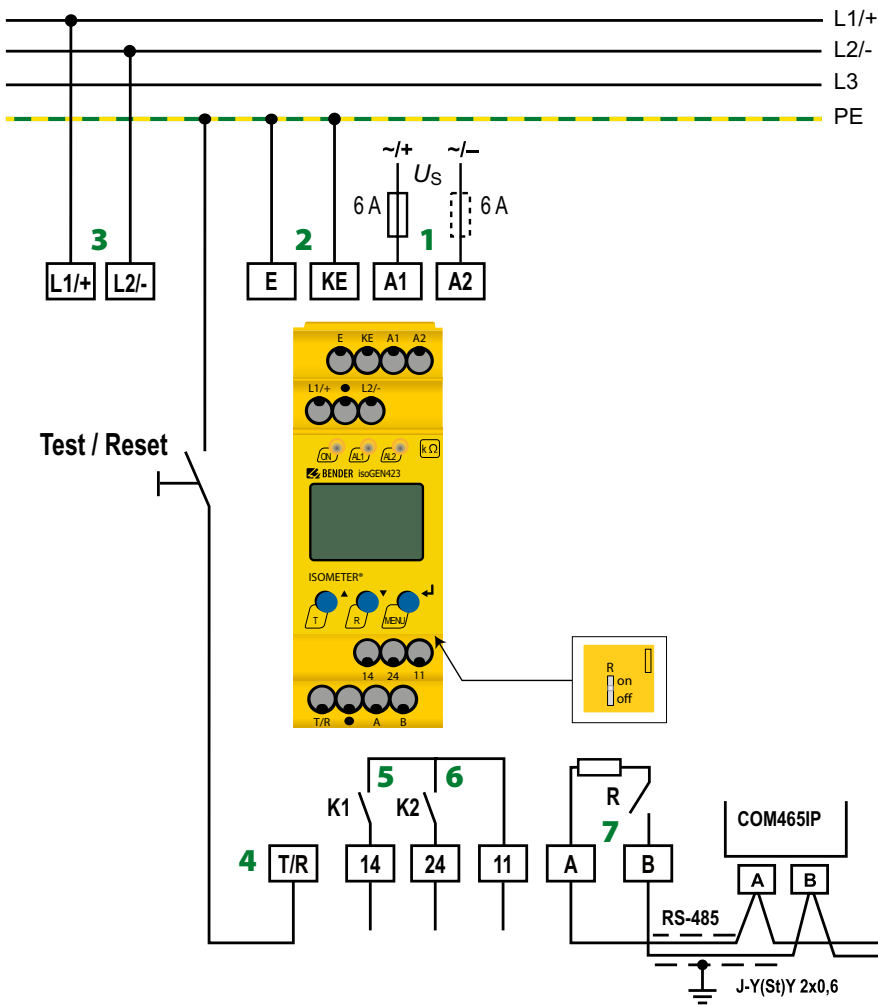 L1/+
L2/-
L3
PE
~/+ ~/–
US
6 A 6 A
3 2 1
L1/+ L2/- E KE A1 A2
E KE A1 A2
L1/+ L2/-
Test / Reset
ON AL1 AL2 kΩ
BENDER isoGEN423
ISOMETER®
T R MENU
14 24 11
T/R A B
R
on
off
5 6
K1 K2 R
7
COM465IP
4 T/R 14 24 11 A B
A B
RS-485
J-Y(St)Y 2x0,6